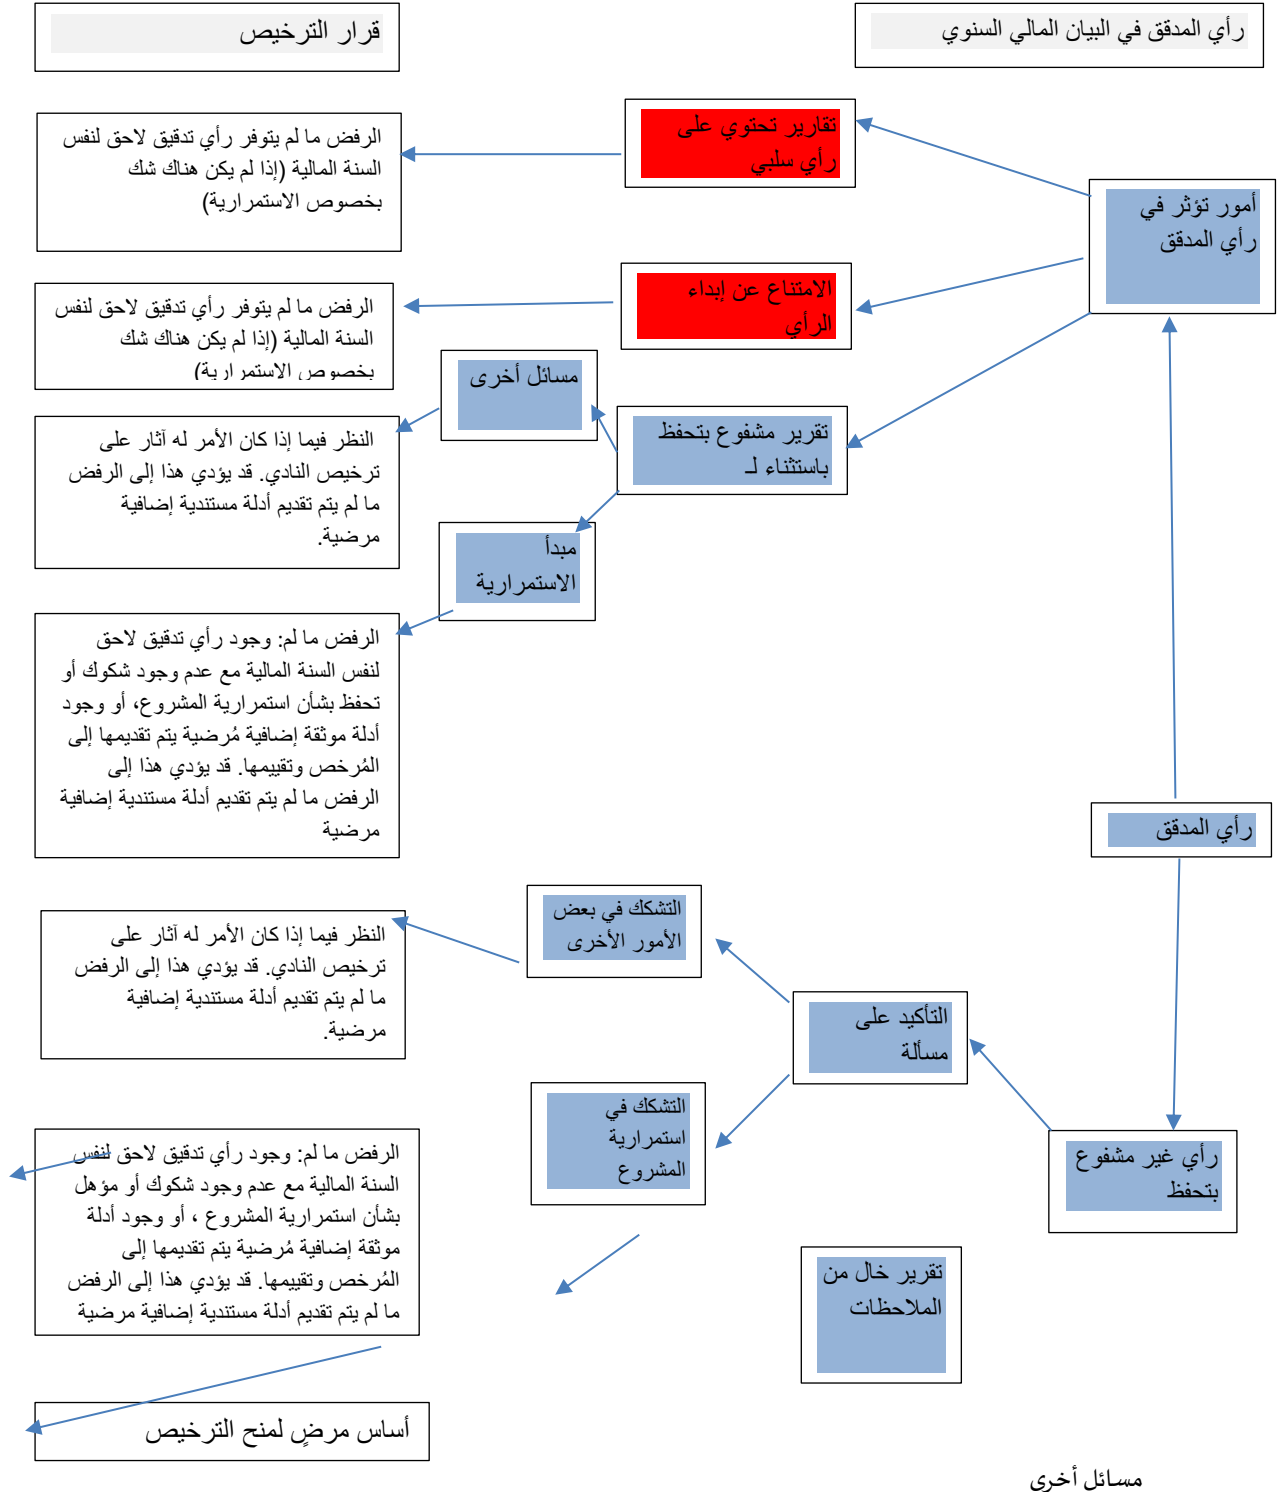 رأي المدقق في البيان المالي السنوي
قرار الترخيص
تقارير تحتوي على
رأي سلبي
الرفض ما لم يتوفر رأي تدقيق لاحق لنفس
السنة المالية (إذا لم يكن هناك شك
بخصوص الاستمرارية)
أمور تؤثر في
رأي المدقق
الامتناع عن إبداء
الرأي
الرفض ما لم يتوفر رأي تدقيق لاحق لنفس
السنة المالية (إذا لم يكن هناك شك
بخصوص الاستمرارية)
مسائل أخرى
تقرير مشفوع بتحفظ
باستثناء لـ
النظر فيما إذا كان الأمر له آثار على
ترخيص النادي. قد يؤدي هذا إلى الرفض
ما لم يتم تقديم أدلة مستندية إضافية
مرضية.
مبدأ
الاستمرارية
الرفض ما لم: وجود رأي تدقيق لاحق
لنفس السنة المالية مع عدم وجود شكوك أو
تحفظ بشأن استمرارية المشروع، أو وجود
أدلة موثقة إضافية مُرضية يتم تقديمها إلى
المُرخص وتقييمها. قد يؤدي هذا إلى
الرفض ما لم يتم تقديم أدلة مستندية إضافية
مرضية
رأي المدقق
التشكك في بعض
الأمور الأخرى
النظر فيما إذا كان الأمر له آثار على
ترخيص النادي. قد يؤدي هذا إلى الرفض
ما لم يتم تقديم أدلة مستندية إضافية
مرضية.
التأكيد على
مسألة
التشكك في
استمرارية
المشروع
رأي غير مشفوع
بتحفظ
الرفض ما لم: وجود رأي تدقيق لاحق لنفس
السنة المالية مع عدم وجود شكوك أو مؤهل
بشأن استمرارية المشروع ، أو وجود أدلة
موثقة إضافية مُرضية يتم تقديمها إلى
المُرخص وتقييمها. قد يؤدي هذا إلى الرفض
ما لم يتم تقديم أدلة مستندية إضافية مرضية
تقرير خال من
الملاحظات
أساس مرضٍ لمنح الترخيص
مسائل أخرى